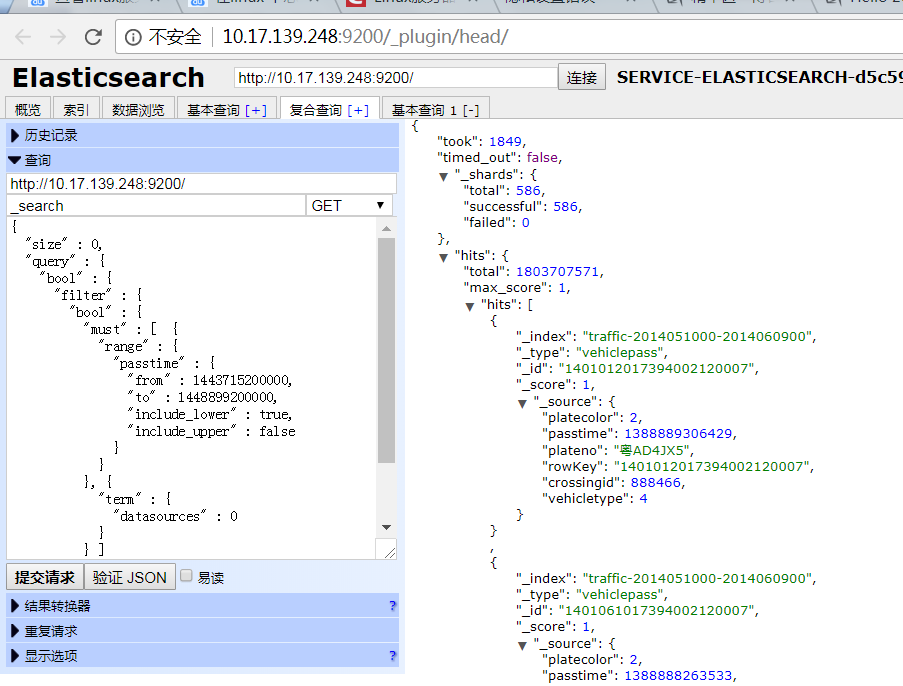 不安全 10.17.139.248:9200/_plugin/head/
Elasticsearch http://10.17.139.248:9200/ 连接 SERVICE-ELASTICSEARCH-d5c59
概览 索引 数据浏览 基本查询 [+] 复合查询 [+] 基本查询 1 [-]
历史记录
查询
http://10.17.139.248:9200/
_search GET
{
"size" : 0,
"query" : {
"bool" : {
"filter" : {
"bool" : {
"must" : [ {
"range" : {
"passtime" : {
"from" : 1443715200000,
"to" : 1448899200000,
"include_lower" : true,
"include_upper" : false
}
}
}, {
"term" : {
"datasources" : 0
}
} ]
提交请求 验证 JSON 易读
结果转换器 ?
重复请求
显示选项 ?
{
"took": 1849,
"timed_out": false,
"_shards": {
"total": 586,
"successful": 586,
"failed": 0
},
"hits": {
"total": 1803707571,
"max_score": 1,
"hits": [
{
"_index": "traffic-2014051000-2014060900",
"_type": "vehiclepass",
"_id": "1401012017394002120007",
"_score": 1,
"_source": {
"platecolor": 2,
"passtime": 1388889306429,
"plateno": "粤AD4JX5",
"rowKey": "1401012017394002120007",
"crossingid": 888466,
"vehicletype": 4
}
}
,
{
"_index": "traffic-2014051000-2014060900",
"_type": "vehiclepass",
"_id": "1401061017394002120007",
"_score": 1,
"_source": {
"platecolor": 2,
"passtime": 1388888263533,